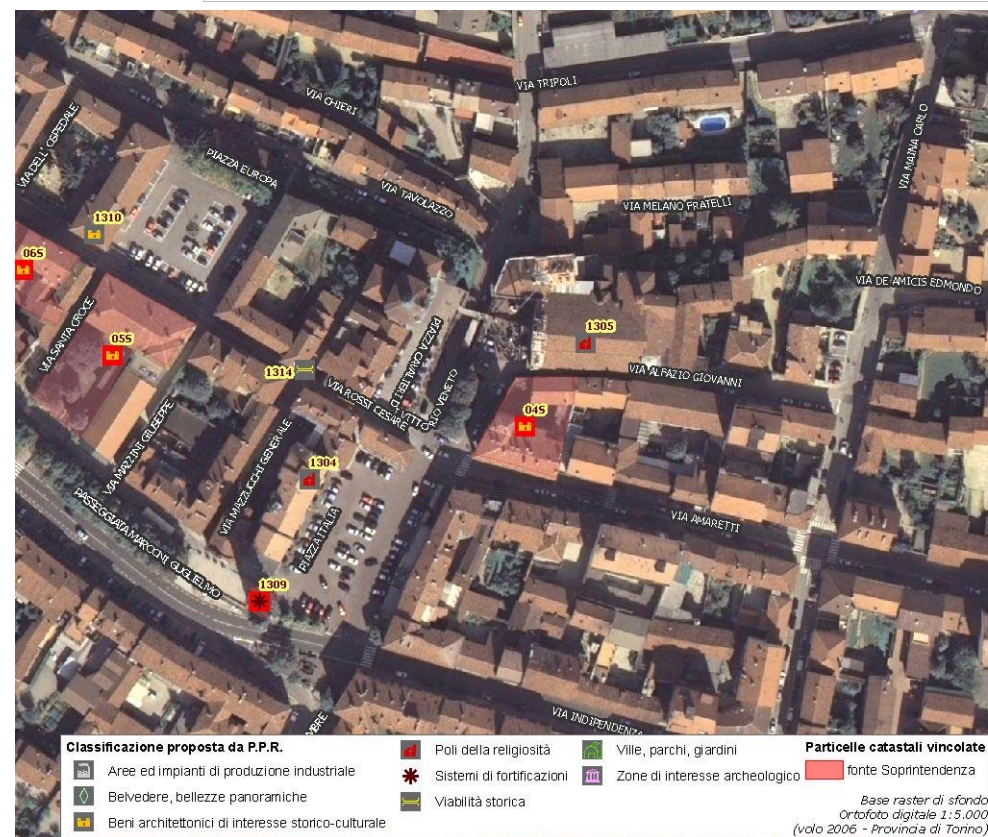 VIA TRIPOLI
VIA CHIERI
VIA DELL' OSPEDALE
VIA MAINA CARLO
PIAZZA EUROPA
VIA TAVOLAZZO
VIA MELANO FRATELLI
1310
06S
VIA DE AMICIS EDMONDO
VIA SANTA CROCE
05S
1305
PIAZZA CAVALIERI DI VITTORIO VENETO
1314
VIA ROSSI CESARE
VIA ALFAZIO GIOVANNI
04S
VIA MAZZINI GIUSEPPE
VIA MAZZUCCHI GENERALE
1304
PIAZZA ITALIA
VIA AMARETTI
PASSEGGIATA MARCONI GUGLIELMO
1309
VIA INDIPENDENZA
MBRE
Classificazione proposta da P.P.R.
Aree ed impianti di produzione industriale
Belvedere, bellezze panoramiche
Beni architettonici di interesse storico-culturale
Poli della religiosità
Sistemi di fortificazioni
Viabilità storica
Ville, parchi, giardini
Zone di interesse archeologico
Particelle catastali vincolate
fonte Soprintendenza
Base raster di sfondo
Ortofoto digitale 1:5.000
(volo 2006 - Provincia di Torino)